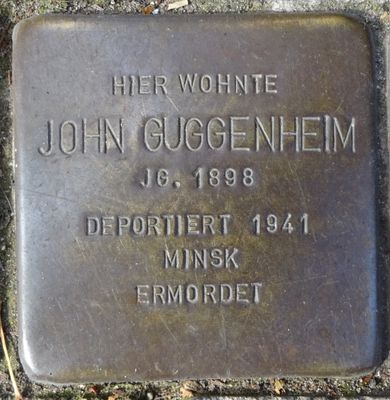 HIER WOHNTE
JOHN GUGGENHEIM
JG. 1898
DEPORTIERT 1941
MINSK
ERMORDET